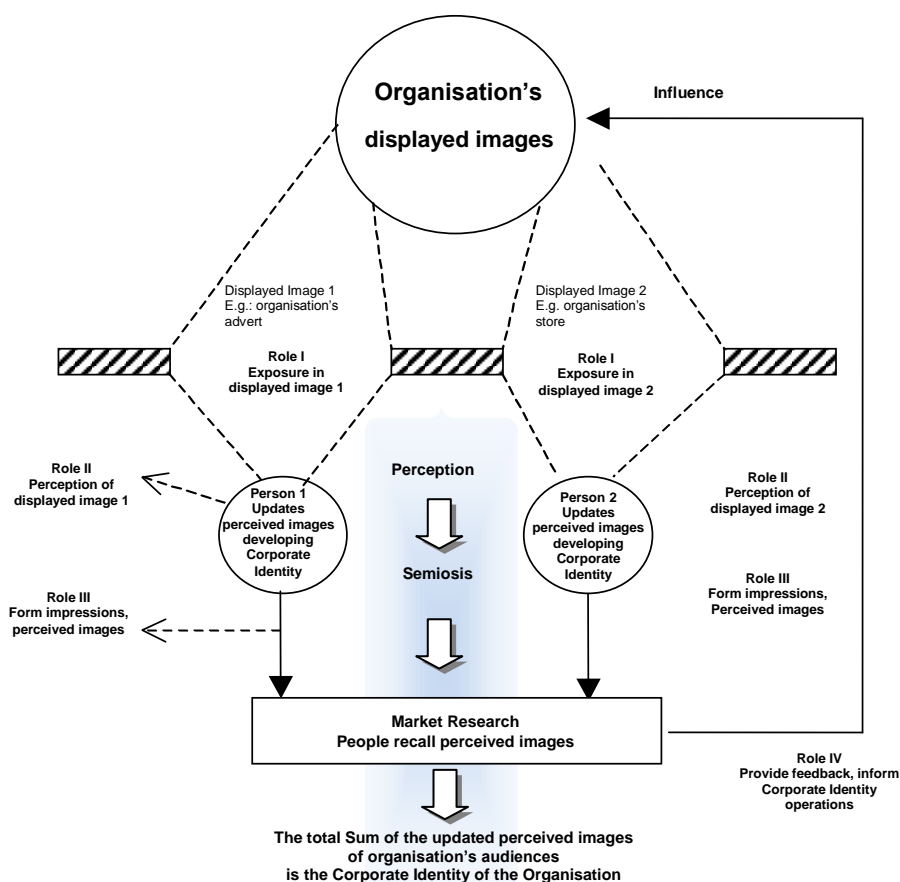 Organisation's
displayed images
Influence
Displayed Image 1
E.g.: organisation's
advert
Displayed Image 2
E.g. organisation's
store
Role I
Exposure in
displayed image 1
Role I
Exposure in
displayed image 2
Role II
Perception of
displayed image 1
Person 1
Updates
perceived images
developing
Corporate
Identity
Perception
Person 2
Updates
perceived images
developing
Corporate
Identity
Role II
Perception of
displayed image 2
Semiosis
Role III
Form impressions,
perceived images
Role III
Form impressions,
Perceived images
Market Research
People recall perceived images
Role IV
Provide feedback, inform
Corporate Identity
operations
The total Sum of the updated perceived images
of organisation's audiences
is the Corporate Identity of the Organisation